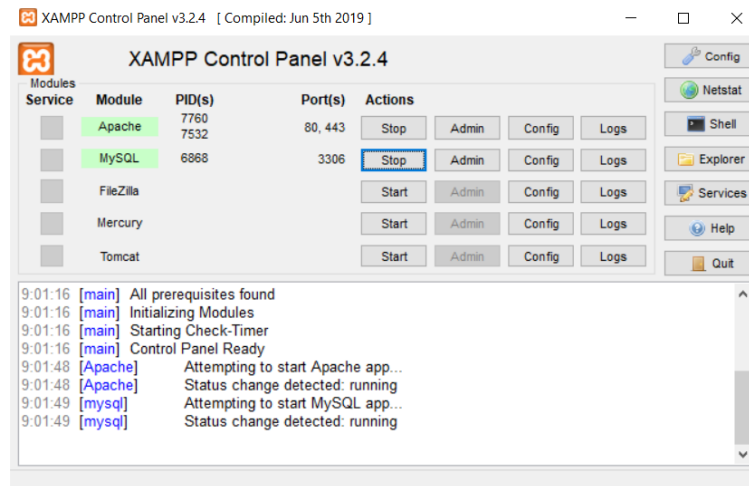 XAMPP Control Panel v3.2.4 [ Compiled: Jun 5th 2019 ]
XAMPP Control Panel v3.2.4
Config
Modules
Service Module PID(s) Port(s) Actions
Netstat
Apache 7760 7532 80, 443 Stop Admin Config Logs
Shell
MySQL 6868 3306 Stop Admin Config Logs
Explorer
FileZilla Start Admin Config Logs
Services
Mercury Start Admin Config Logs
Help
Tomcat Start Admin Config Logs
Quit
9:01:16 [main] All prerequisites found
9:01:16 [main] Initializing Modules
9:01:16 [main] Starting Check-Timer
9:01:16 [main] Control Panel Ready
9:01:48 [Apache] Attempting to start Apache app...
9:01:48 [Apache] Status change detected: running
9:01:49 [mysql] Attempting to start MySQL app...
9:01:49 [mysql] Status change detected: running